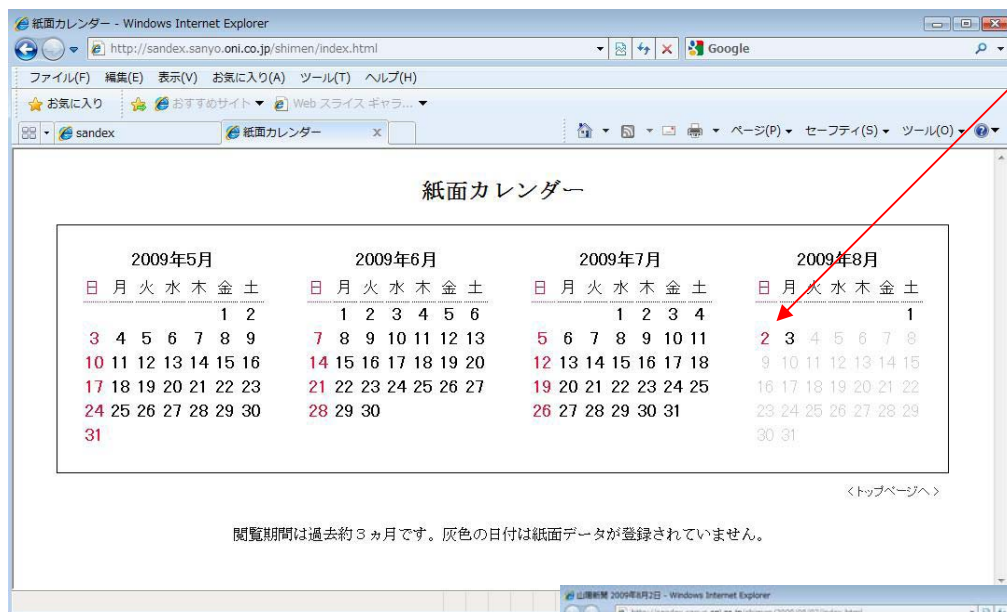 紙面カレンダー - Windows Internet Explorer
http://sandex.sanyo.oni.co.jp/shimen/index.html
Google
ファイル(F) 編集(E) 表示(V) お気に入り(A) ツール(T) ヘルプ(H)
お気に入り おすすめサイト ▼ Web スライス ギャラ... ▼
sandex 紙面カレンダー x ページ(P) セーフティ(S) ツール(O)
紙面カレンダー
2009年5月 2009年6月 2009年7月 2009年8月
日 月 火 水 木 金 土 日 月 火 水 木 金 土 日 月 火 水 木 金 土 日 月 火 水 木 金 土
1 2 1 2 3 4 5 6 1 2 3 4 1
3 4 5 6 7 8 9 7 8 9 10 11 12 13 5 6 7 8 9 10 11 2 3 4 5 6 7 8
10 11 12 13 14 15 16 14 15 16 17 18 19 20 12 13 14 15 16 17 18 9 10 11 12 13 14 15
17 18 19 20 21 22 23 21 22 23 24 25 26 27 19 20 21 22 23 24 25 16 17 18 19 20 21 22
24 25 26 27 28 29 30 28 29 30 26 27 28 29 30 31 23 24 25 26 27 28 29
31 30 31
<トップページへ>
閲覧期間は過去約3ヵ月です。灰色の日付は紙面データが登録されていません。
山陽新聞 2009年8月2日 - Windows Internet Explorer